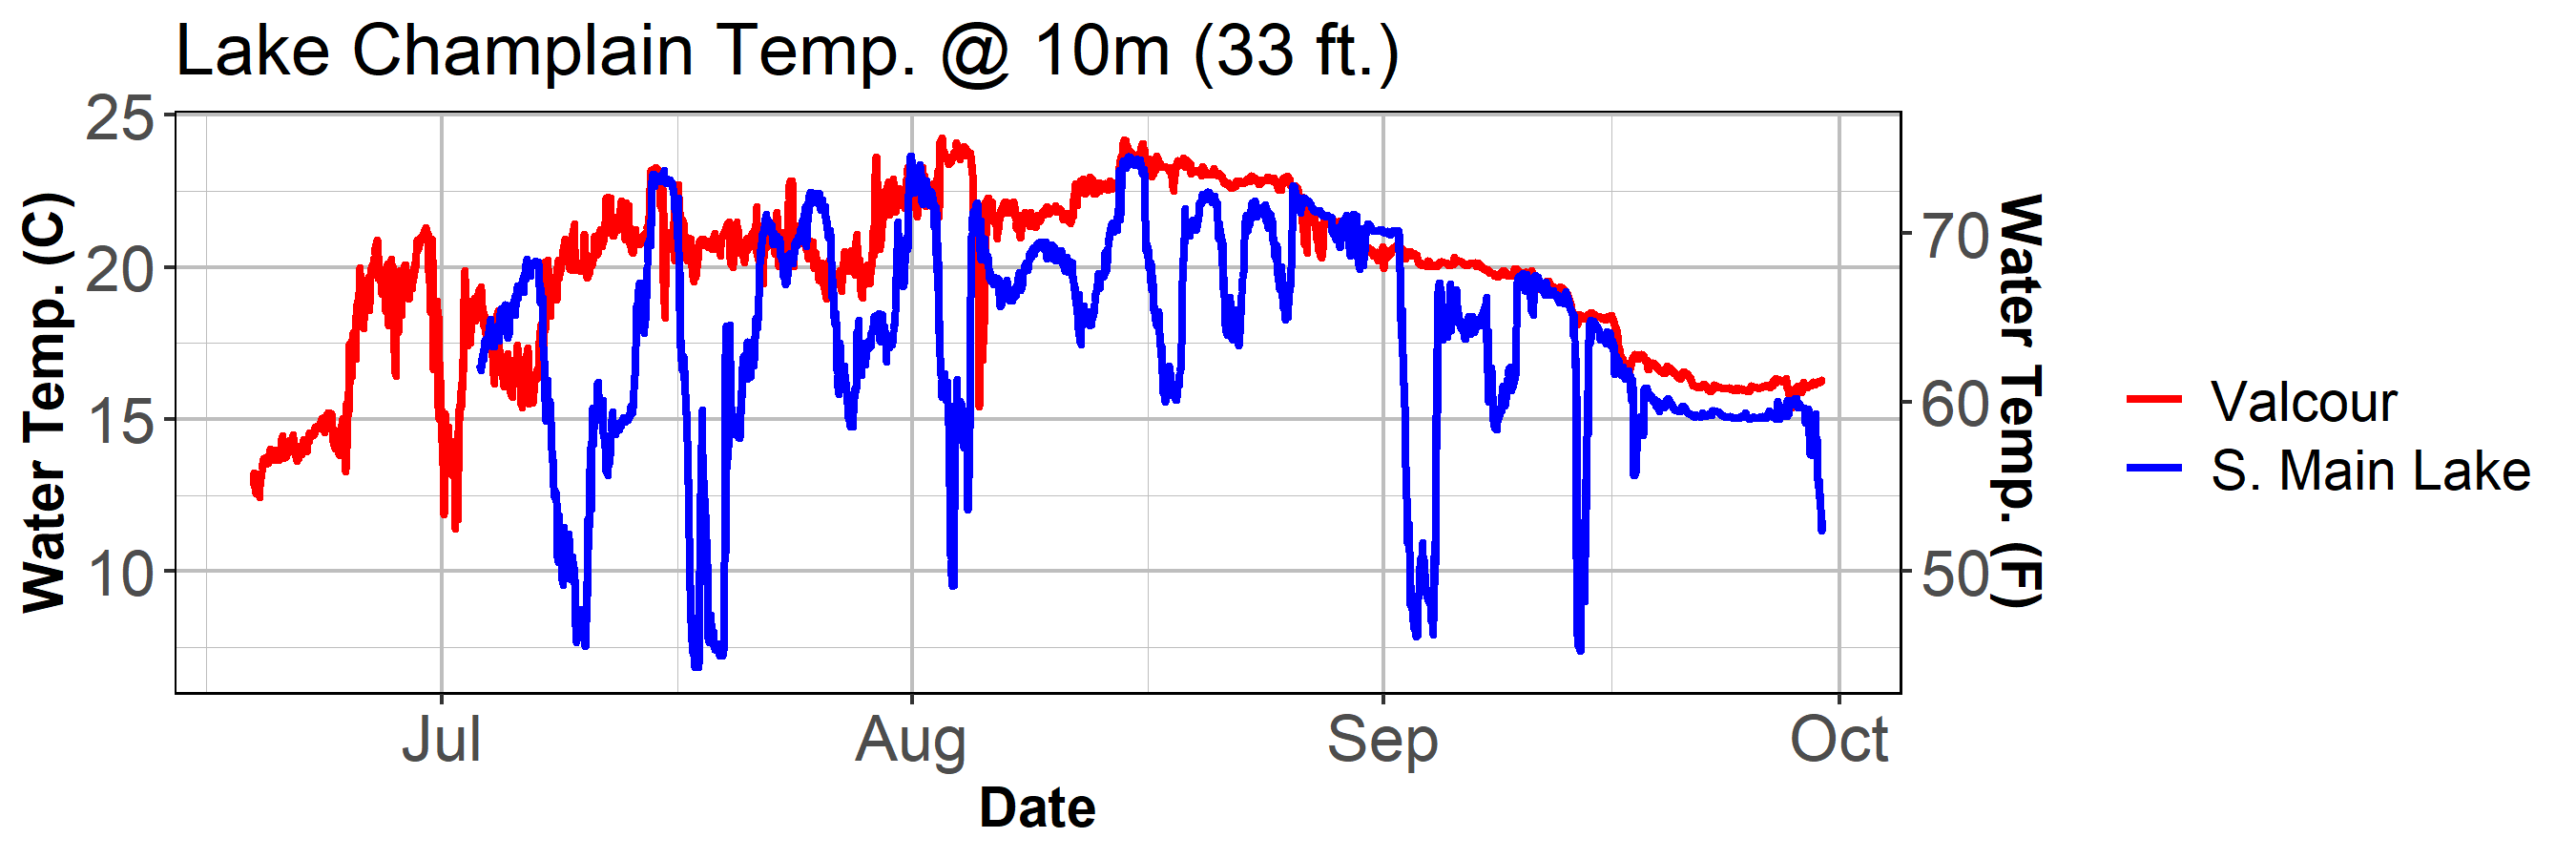 Lake Champlain Temp. @ 10m (33 ft.)
Water Temp. (C)
25
20
15
10
70
60
50
Water Temp. (F)
Jul
Aug
Sep
Oct
Date
Valcour
S. Main Lake